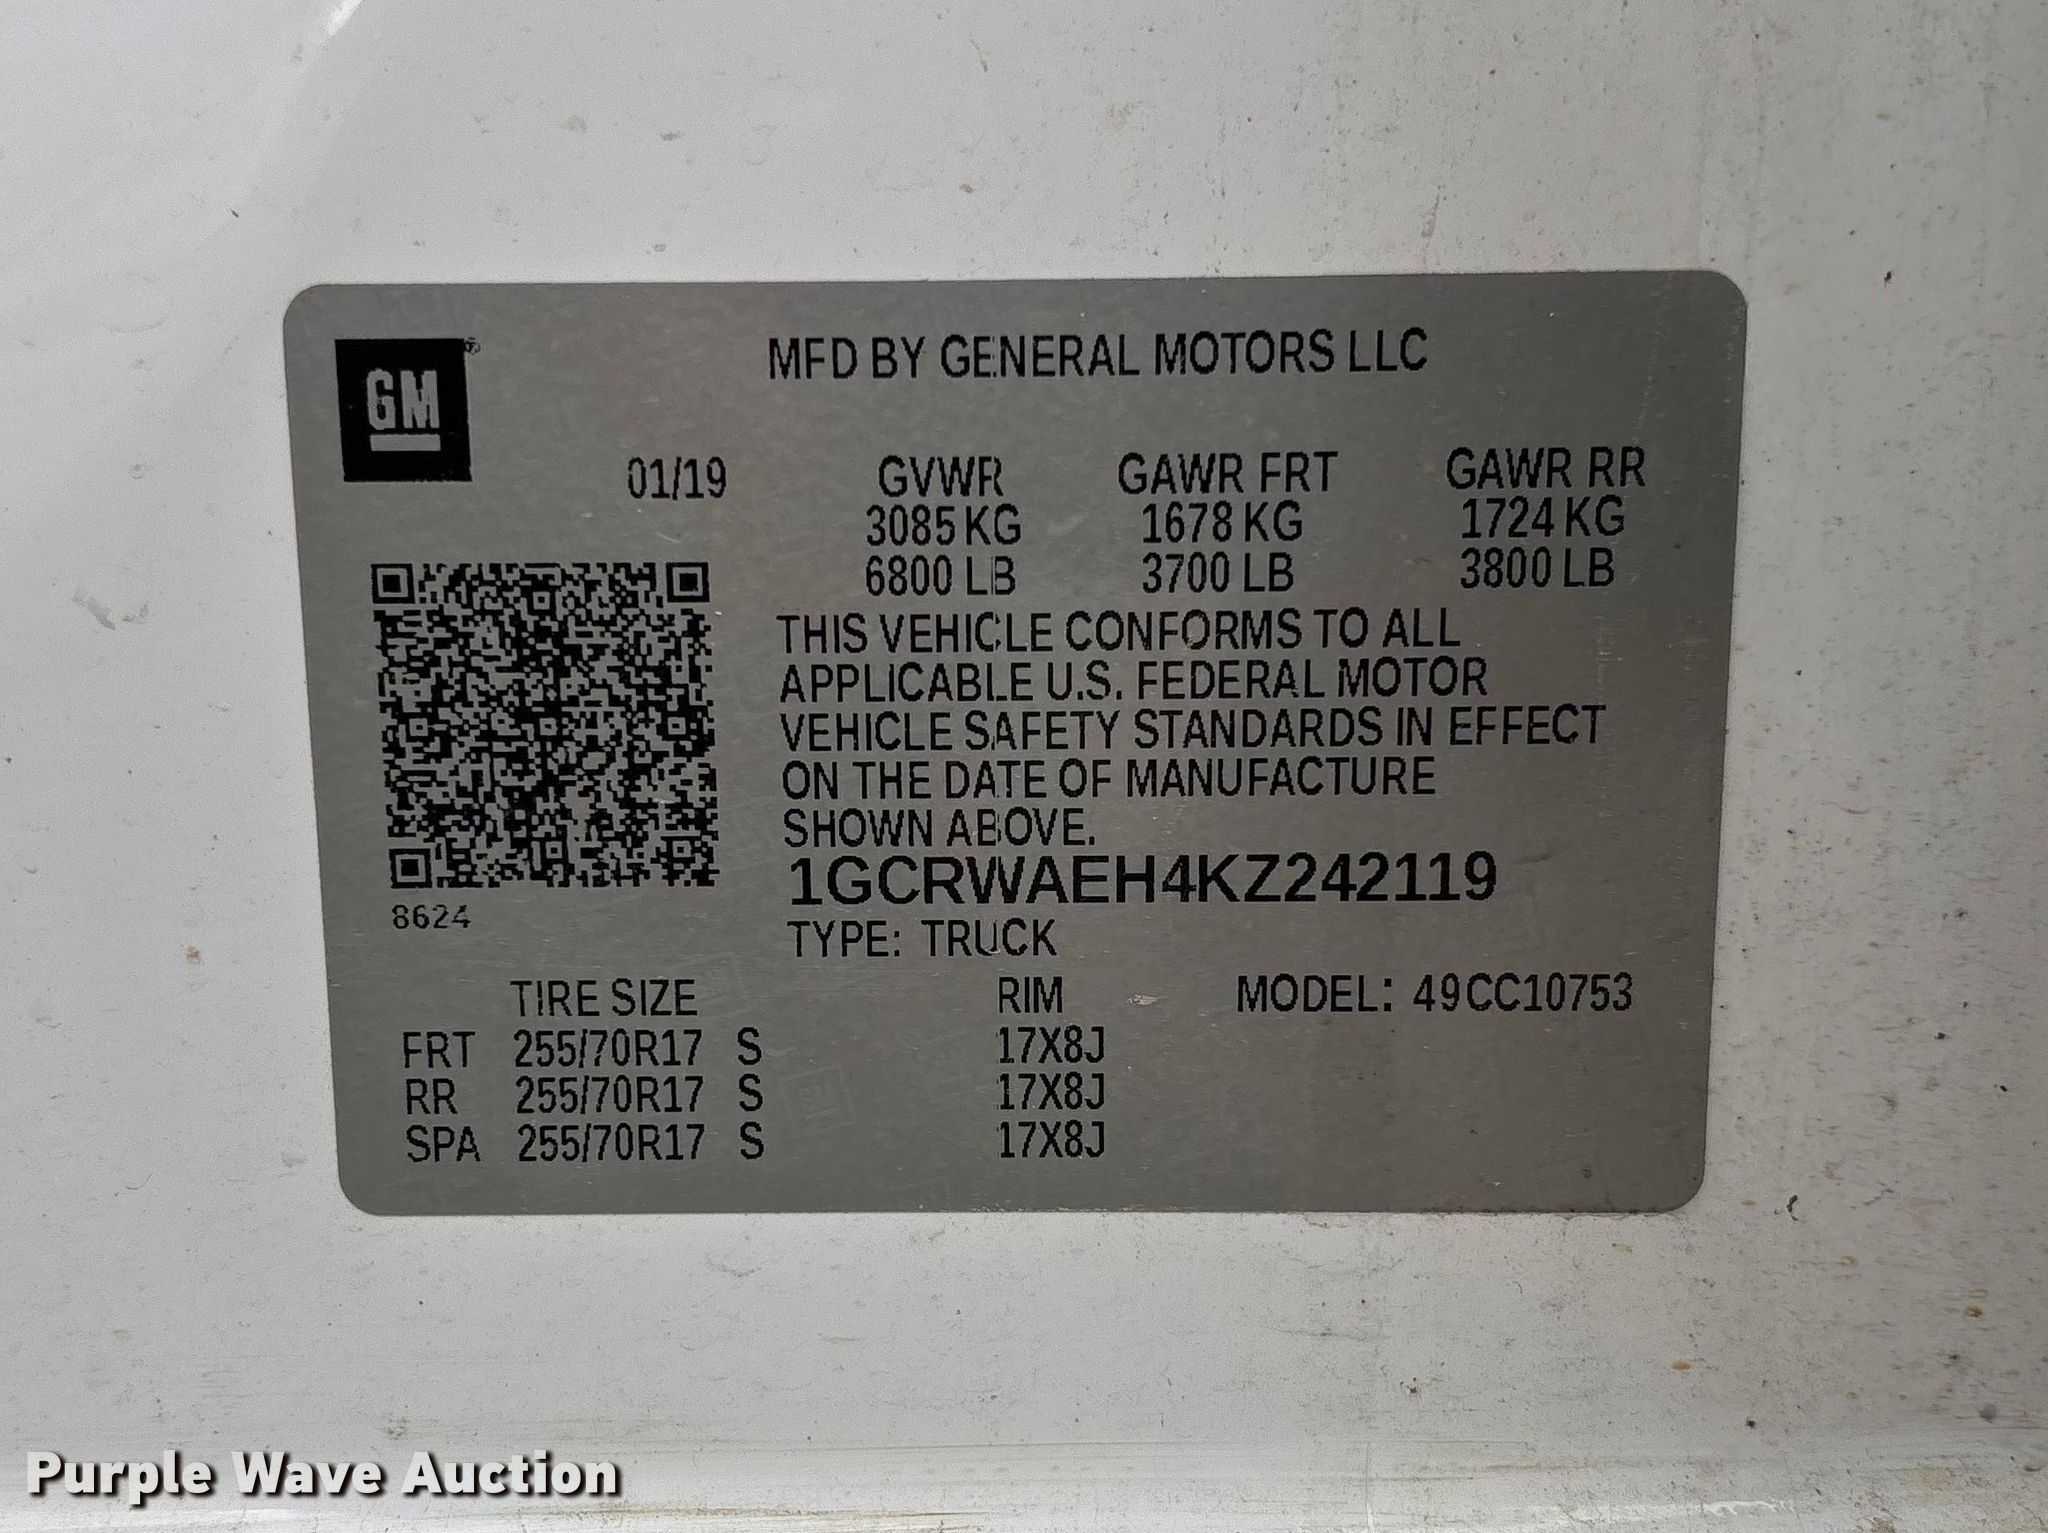 GM
®
MFD BY GENERAL MOTORS LLC
01/19 GVWR GAWR FRT GAWR RR
3085 KG 1678 KG 1724 KG
6800 LB 3700 LB 3800 LB
THIS VEHICLE CONFORMS TO ALL
APPLICABLE U.S. FEDERAL MOTOR
VEHICLE SAFETY STANDARDS IN EFFECT
ON THE DATE OF MANUFACTURE
SHOWN ABOVE.
1GCRWAEH4KZ242119
8624
TYPE: TRUCK
TIRE SIZE RIM MODEL: 49CC10753
FRT 255/70R17 S 17X8J
RR 255/70R17 S 17X8J
SPA 255/70R17 S 17X8J
Purple Wave Auction